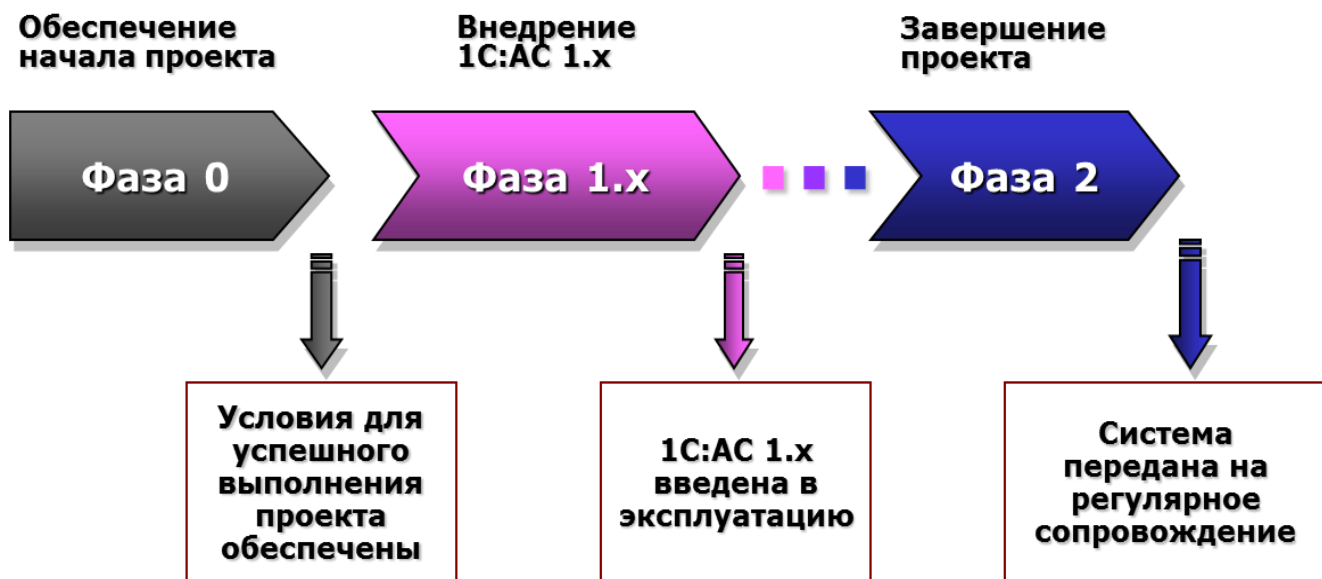 Обеспечение
начала проекта
Внедрение
1С:АС 1.х
Завершение
проекта
Фаза 0
Фаза 1.х
Фаза 2
Условия для
успешного
выполнения
проекта
обеспечены
1С:АС 1.х
введена в
эксплуатацию
Система
передана на
регулярное
сопровождение